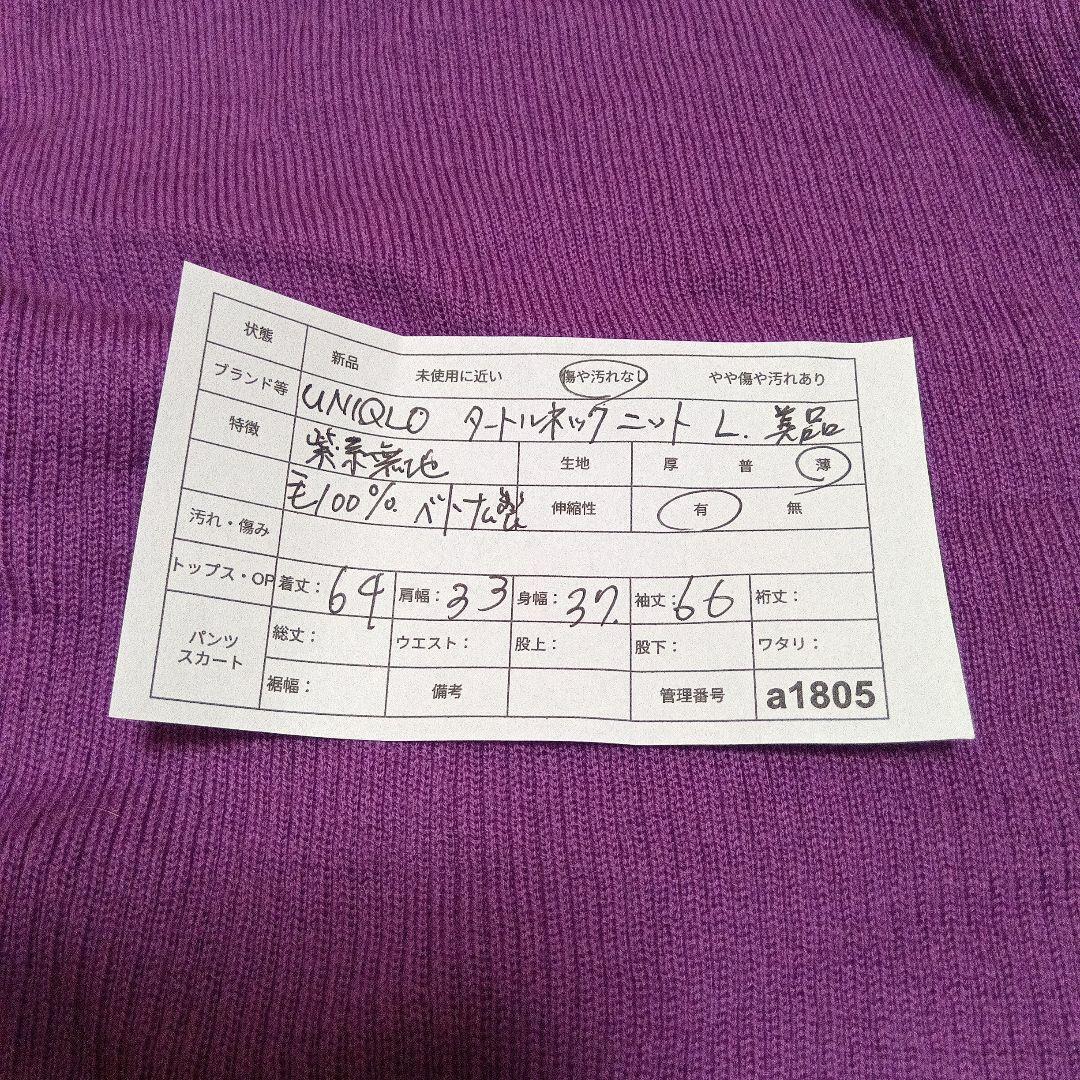 状態 新品 未使用に近い 傷や汚れなし やや傷や汚れあり
ブランド等 UNIQLO タートルネックニット L. 美品
特徴 紫系無地 生地 厚 普 薄
毛100%. ベトナム製 伸縮性 有 無
汚れ・傷み
トップス・OP 着丈: 64 肩幅: 33 身幅: 37. 袖丈: 66 裄丈:
パンツ スカート 総丈: ウエスト: 股上: 股下: ワタリ:
裾幅: 備考 管理番号 a1805